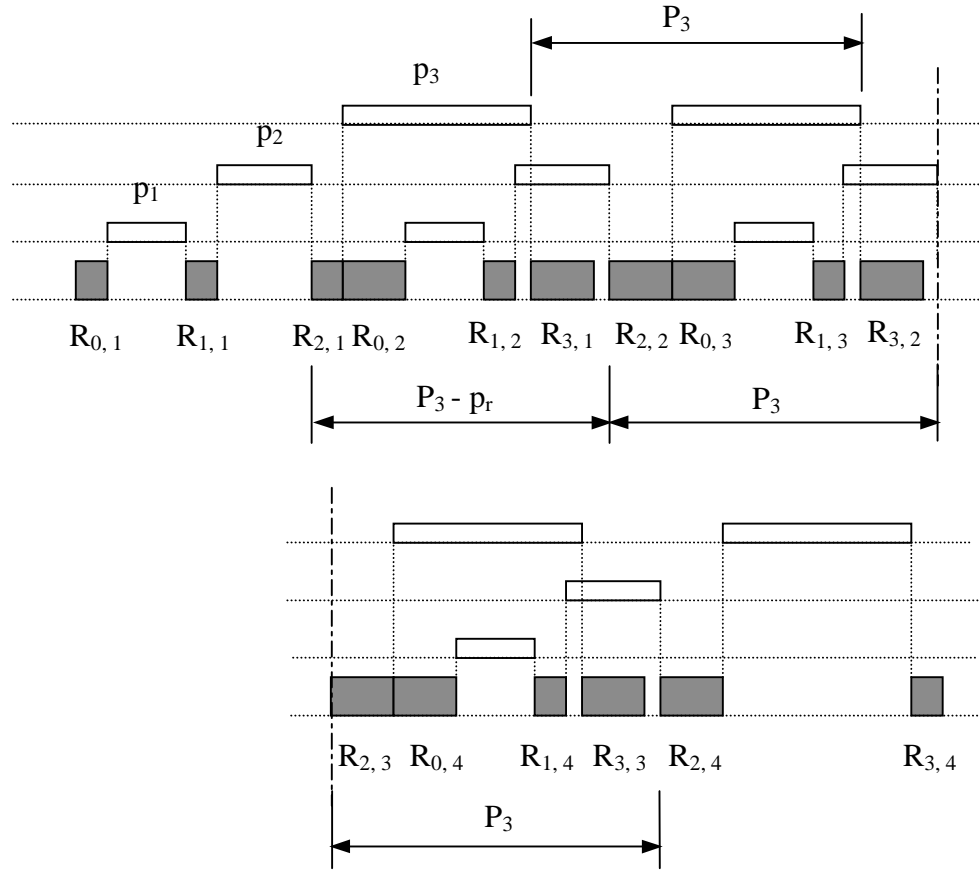 P3
p3
p2
p1
R0, 1 R1, 1 R2, 1 R0, 2 R1, 2 R3, 1 R2, 2 R0, 3 R1, 3 R3, 2
P3 - pr P3
R2, 3 R0, 4 R1, 4 R3, 3 R2, 4 R3, 4
P3